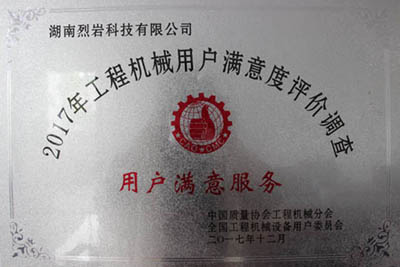 湖南烈岩科技有限公司
2017年工程机械用户满意度评价调查
CAQ CMC
用户满意服务
中国质量协会工程机械分会
全国工程机械设备用户委员会
二〇一七年十二月